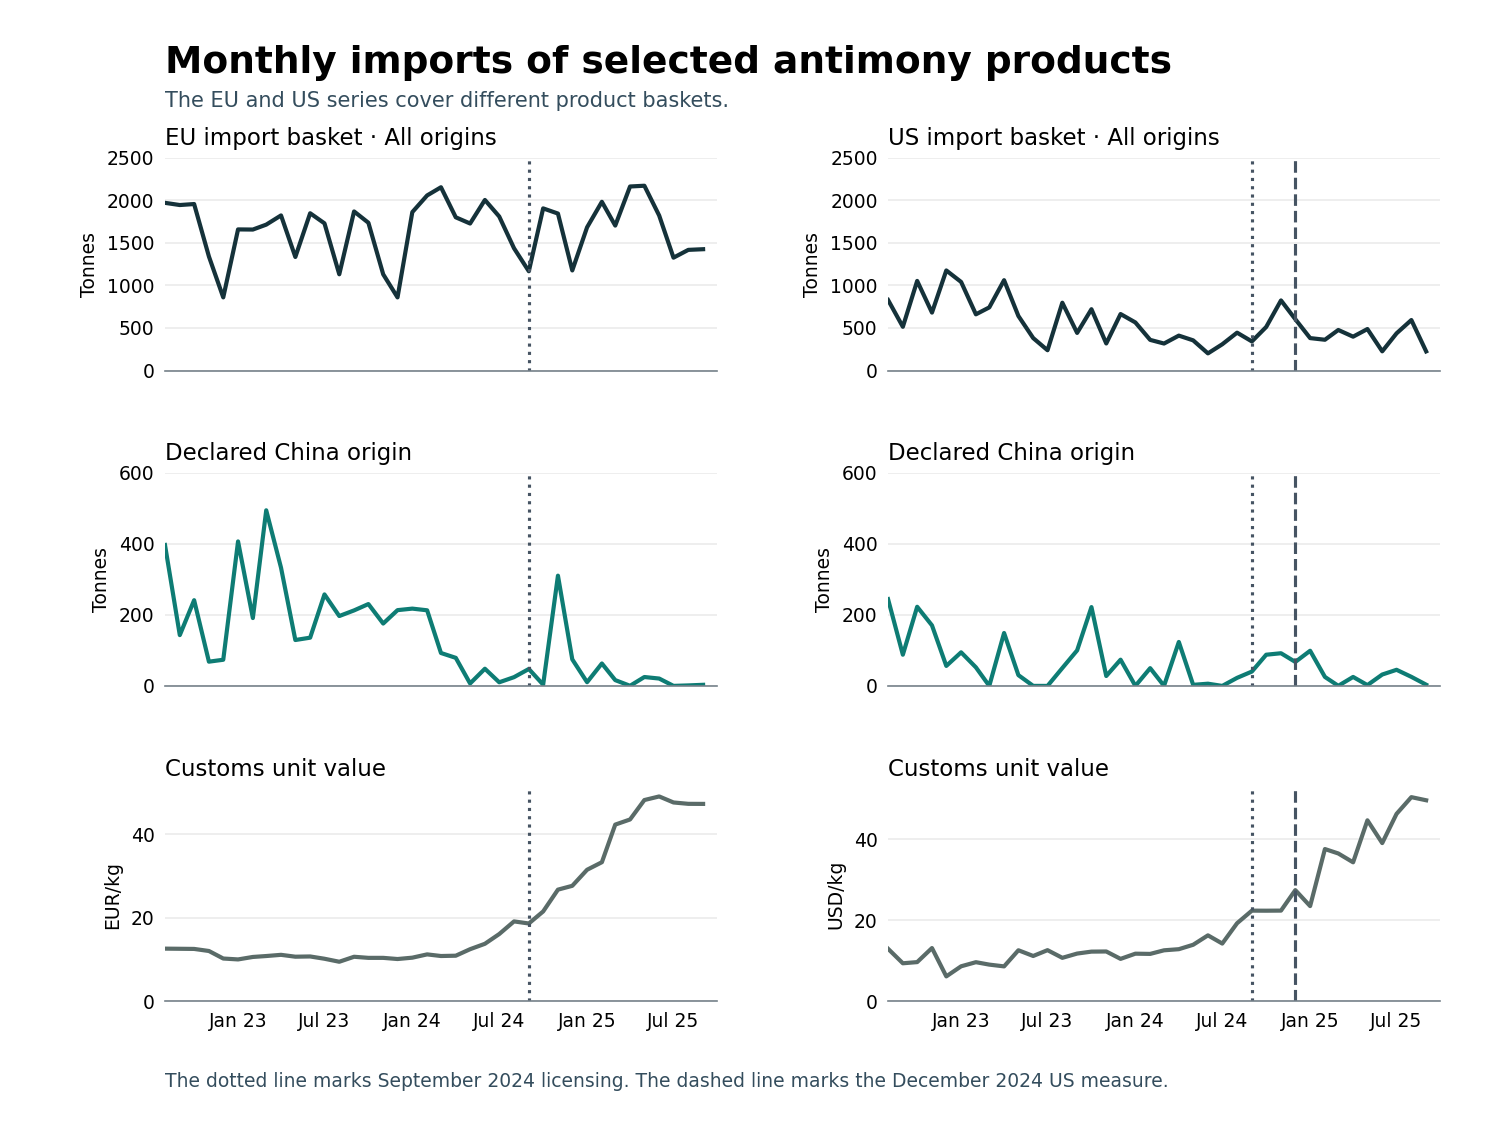 Monthly imports of selected antimony products
The EU and US series cover different product baskets.
EU import basket · All origins
2500
2000
1500
1000
500
0
Tonnes
US import basket · All origins
2500
2000
1500
1000
500
0
Tonnes
Declared China origin
600
400
200
0
Tonnes
Declared China origin
600
400
200
0
Tonnes
Customs unit value
40
20
0
EUR/kg
Jan 23 Jul 23 Jan 24 Jul 24 Jan 25 Jul 25
Customs unit value
40
20
0
USD/kg
Jan 23 Jul 23 Jan 24 Jul 24 Jan 25 Jul 25
The dotted line marks September 2024 licensing. The dashed line marks the December 2024 US measure.